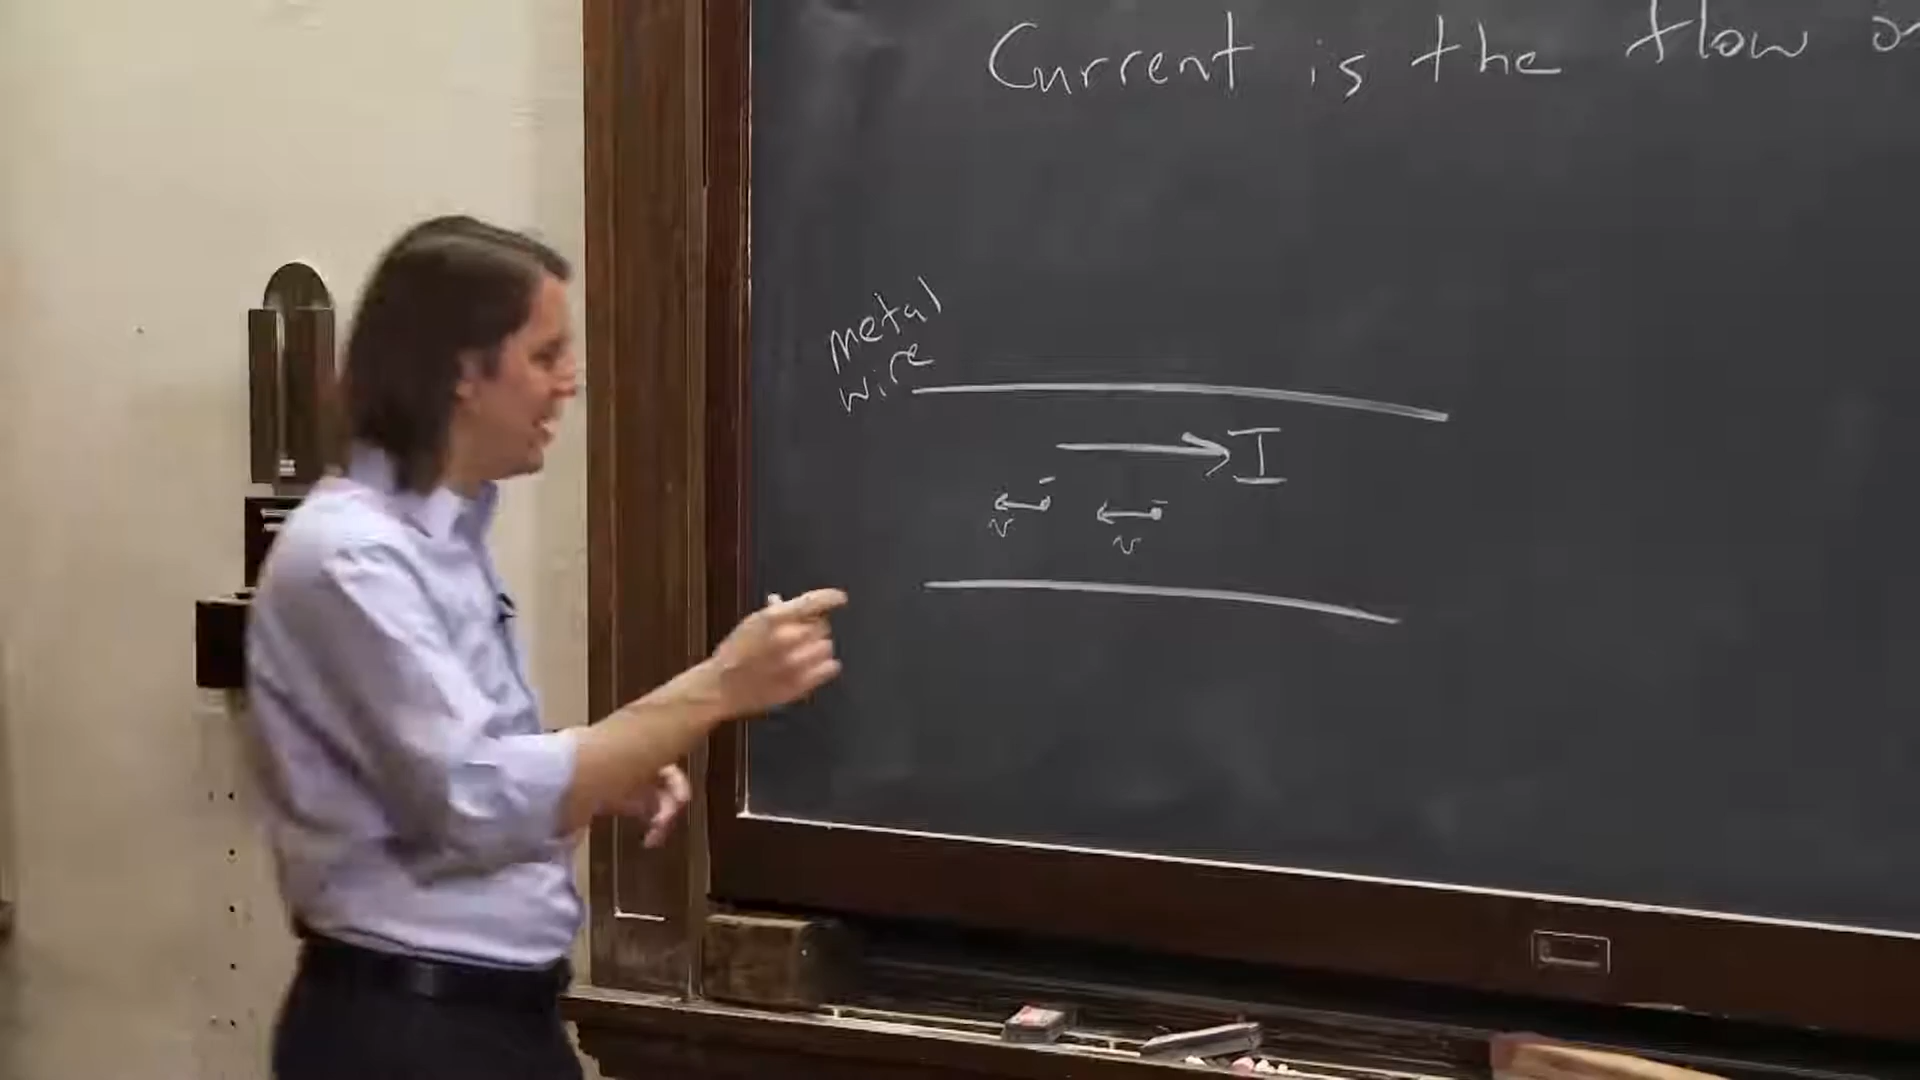 Current is the flow
metal
wire
I
- -
v v